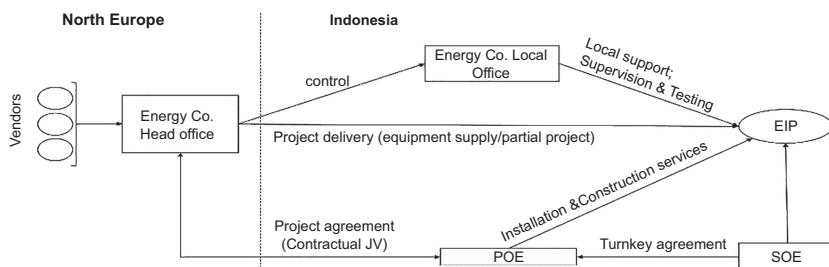 North Europe
Indonesia
Vendors
Energy Co.
Head office
control
Energy Co. Local
Office
Local support;
Supervision & Testing
EIP
Project delivery (equipment supply/partial project)
Installation &Construction services
Project agreement
(Contractual JV)
POE
Turnkey agreement
SOE